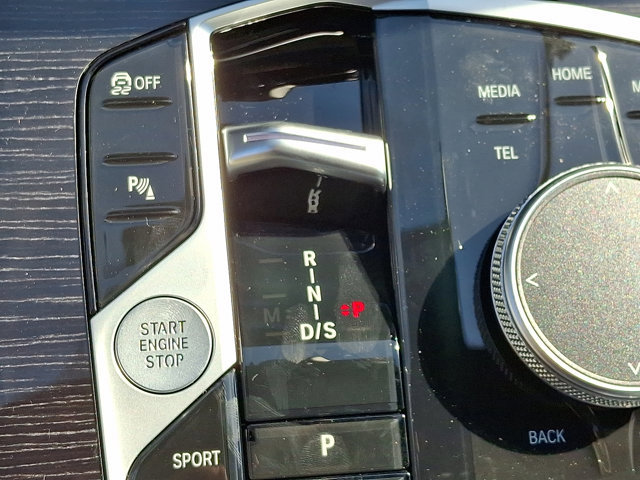 OFF
MEDIA
HOME
M
TEL
P
R
N
D/S
P
M
START
ENGINE
STOP
P
SPORT
BACK